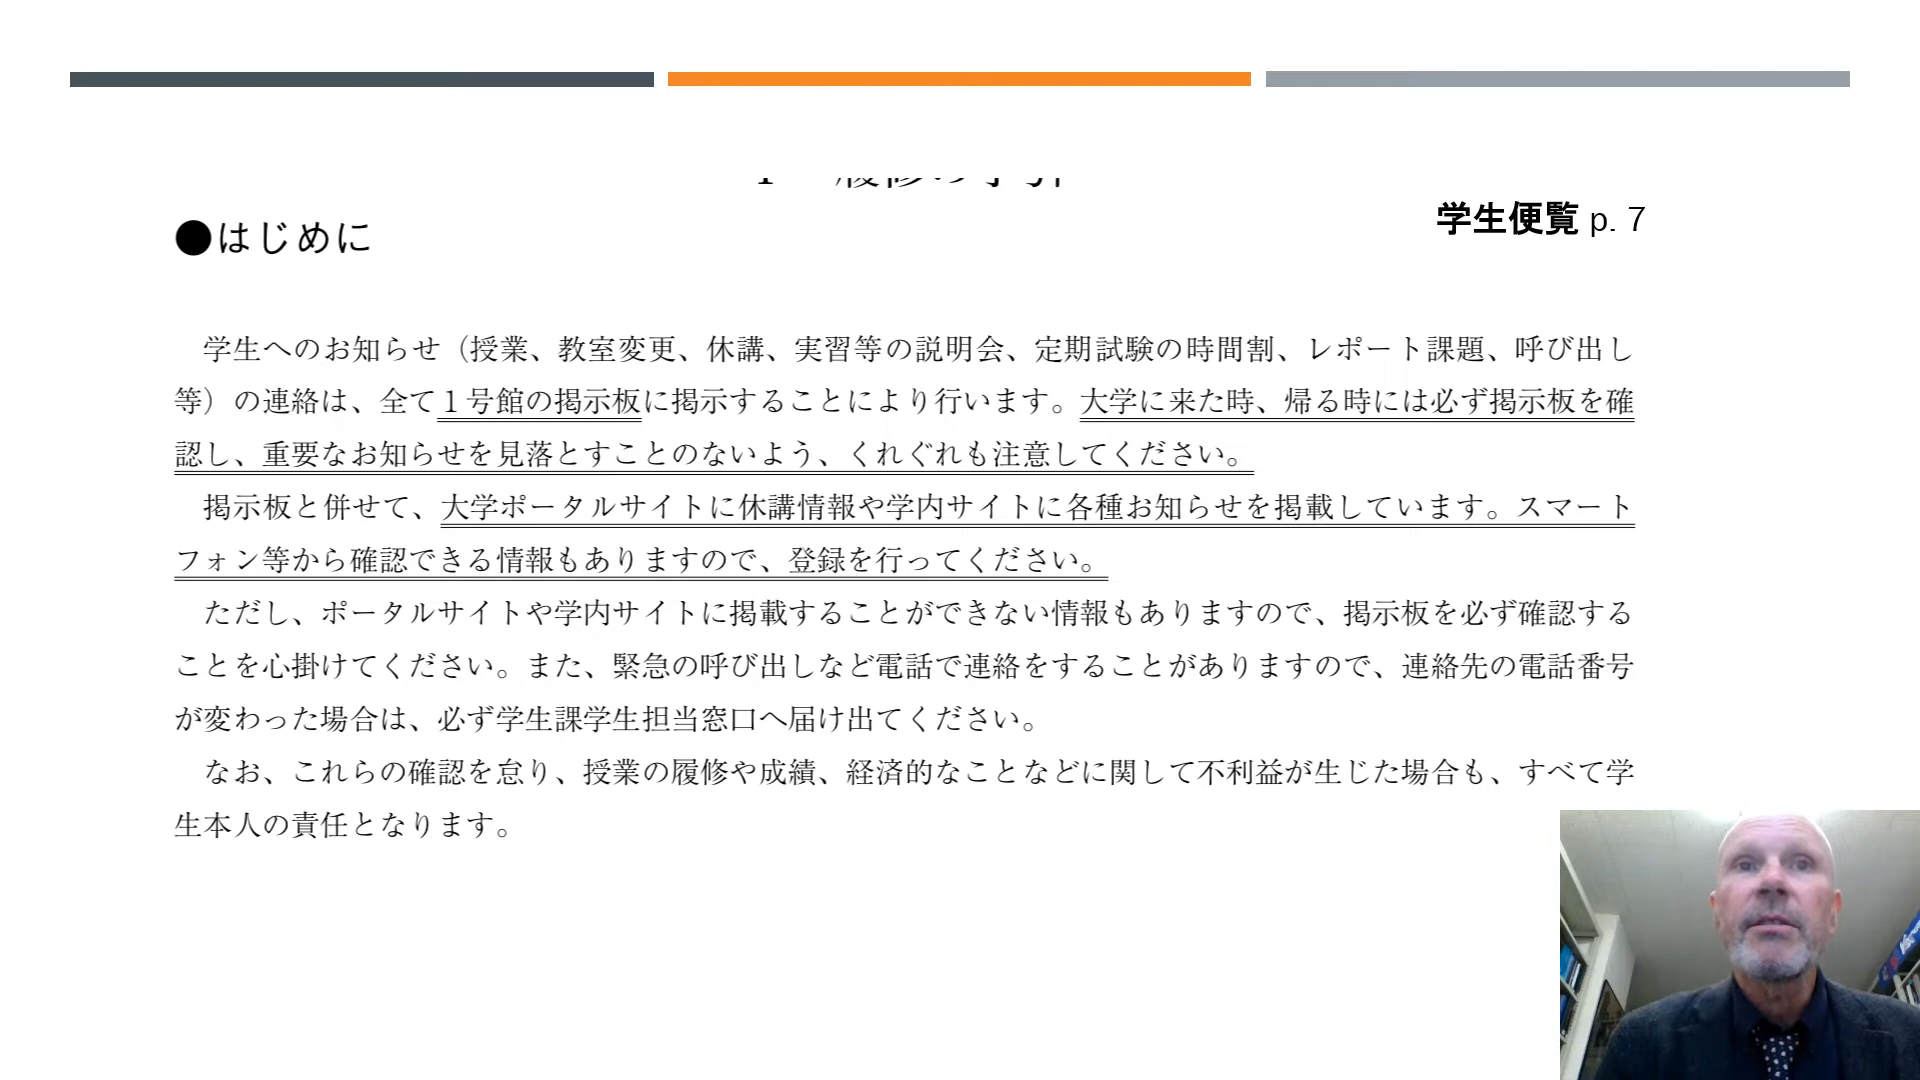 ●はじめに
学生便覧 p. 7
学生へのお知らせ（授業、教室変更、休講、実習等の説明会、定期試験の時間割、レポート課題、呼び出し
等）の連絡は、全て１号館の掲示板に掲示することにより行います。大学に来た時、帰る時には必ず掲示板を確
認し、重要なお知らせを見落とすことのないよう、くれぐれも注意してください。
掲示板と併せて、大学ポータルサイトに休講情報や学内サイトに各種お知らせを掲載しています。スマート
フォン等から確認できる情報もありますので、登録を行ってください。
ただし、ポータルサイトや学内サイトに掲載することができない情報もありますので、掲示板を必ず確認する
ことを心掛けてください。また、緊急の呼び出しなど電話で連絡をすることがありますので、連絡先の電話番号
が変わった場合は、必ず学生課学生担当窓口へ届け出てください。
なお、これらの確認を怠り、授業の履修や成績、経済的なことなどに関して不利益が生じた場合も、すべて学
生本人の責任となります。